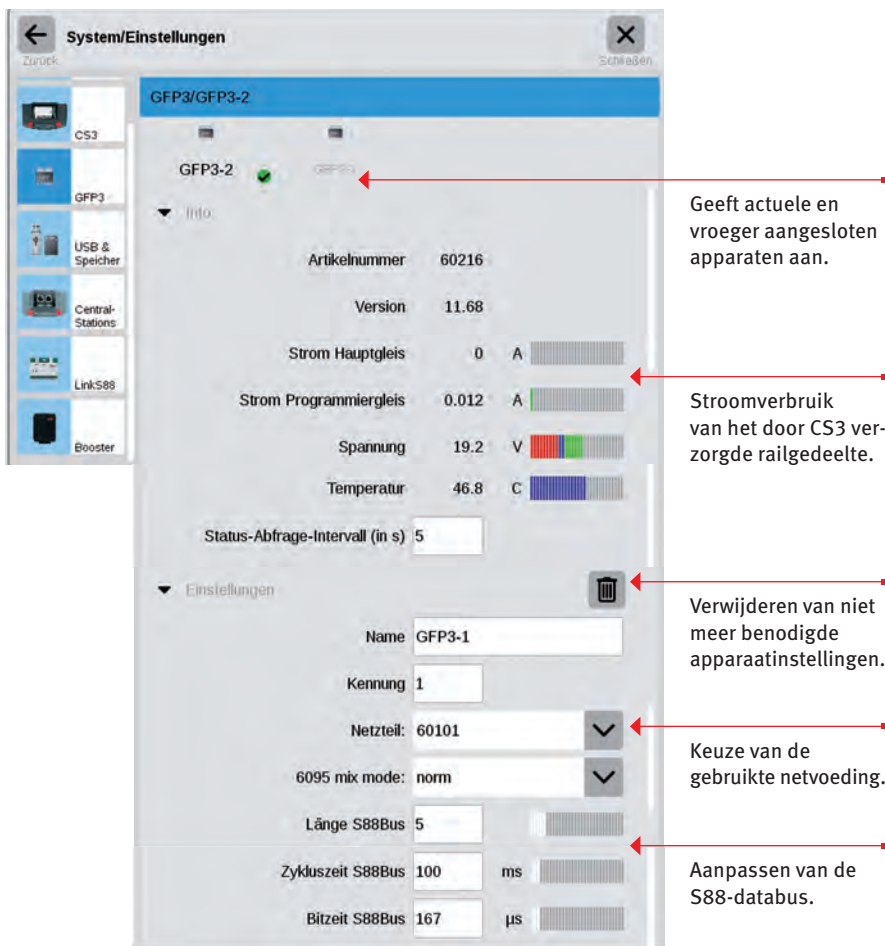 System/Einstellungen
Zurück
Schließen
CS3
GFP3
USB &
Speicher
Central-
Stations
LinkS88
Booster
GFP3/GFP3-2
GFP3-2
Info
Artikelnummer 60216
Version 11.68
Strom Hauptgleis 0 A
Strom Programmiergleis 0.012 A
Spannung 19.2 V
Temperatur 46.8 C
Status-Abfrage-Intervall (in s) 5
Einstellungen
Name GFP3-1
Kennung 1
Netzteil: 60101
6095 mix mode: norm
Länge S88Bus 5
Zykluszeit S88Bus 100 ms
Bitzeit S88Bus 167 µs
Geeft actuele en
vroeger aangesloten
apparaten aan.
Stroomverbruik
van het door CS3 ver-
zorgde railgedeelte.
Verwijderen van niet
meer benodigde
apparaatinstellingen.
Keuze van de
gebruikte netvoeding.
Aanpassen van de
S88-databus.